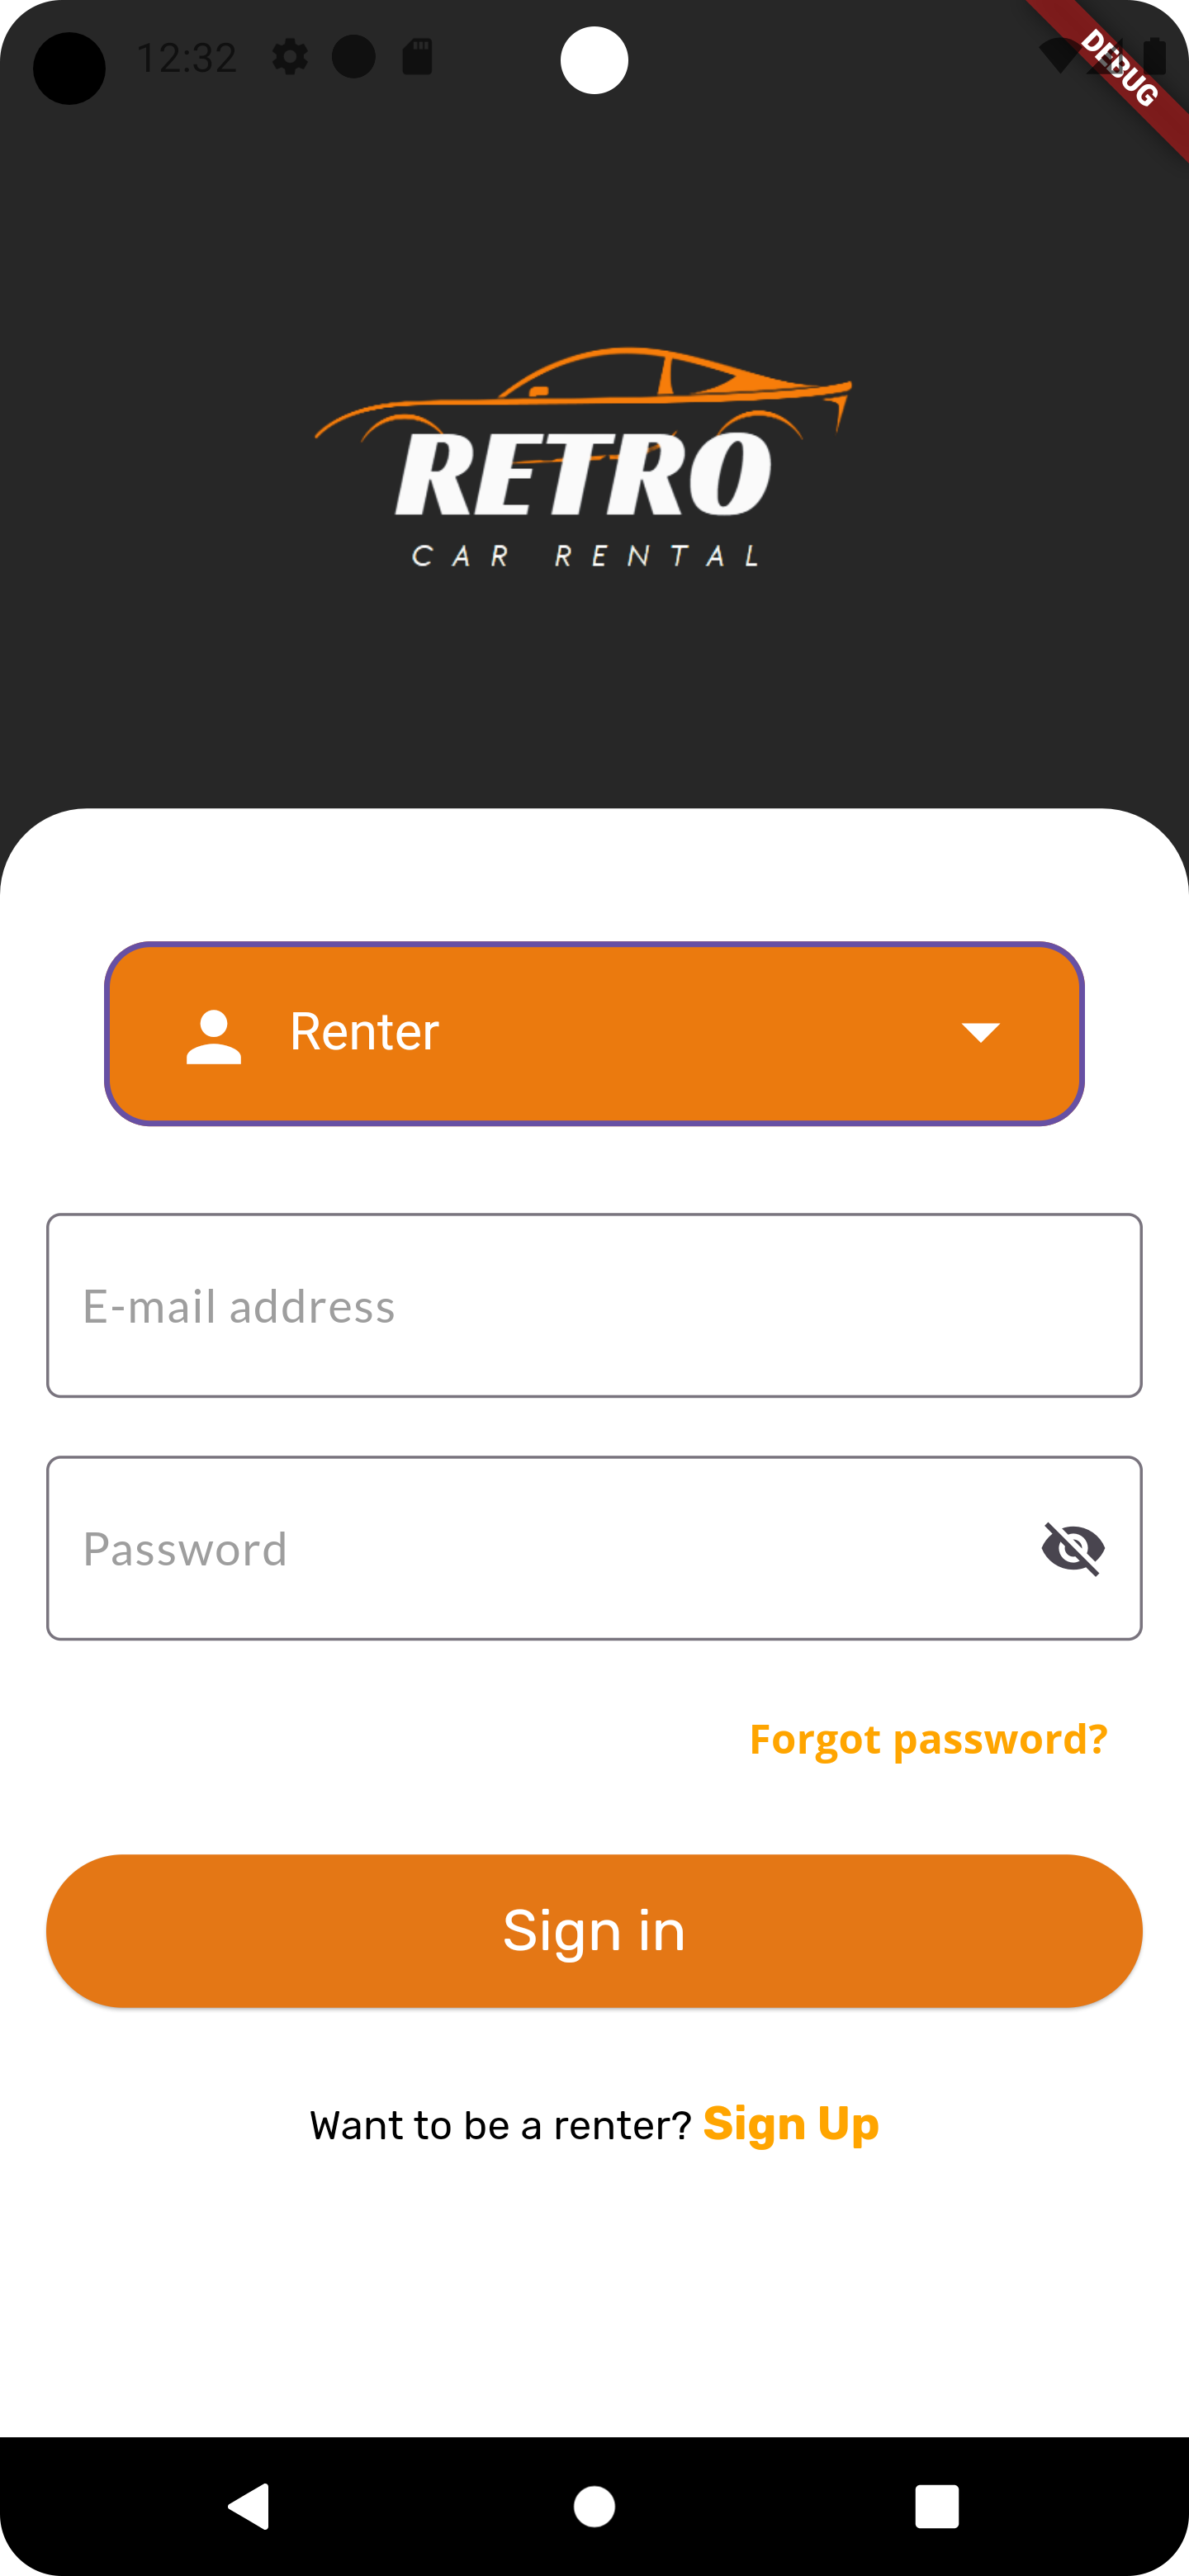 12:32
DEBUG
RETRO
CAR RENTAL
Renter
E-mail address
Password
Forgot password?
Sign in
Want to be a renter? Sign Up